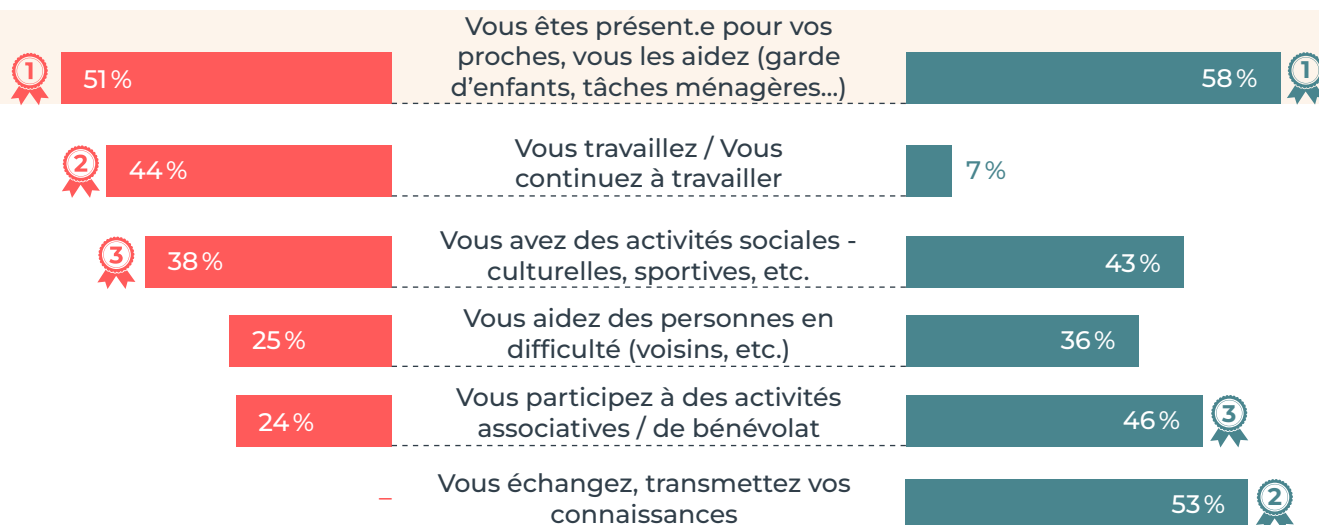 Vous êtes présent.e pour vos
proches, vous les aidez (garde
d'enfants, tâches ménagères...)
1 51 % 58 % 1
Vous travaillez / Vous
continuez à travailler
2 44 % 7 %
Vous avez des activités sociales -
culturelles, sportives, etc.
3 38 % 43 %
Vous aidez des personnes en
difficulté (voisins, etc.)
25 % 36 %
Vous participez à des activités
associatives / de bénévolat
24 % 46 % 3
Vous échangez, transmettez vos
connaissances
– 53 % 2